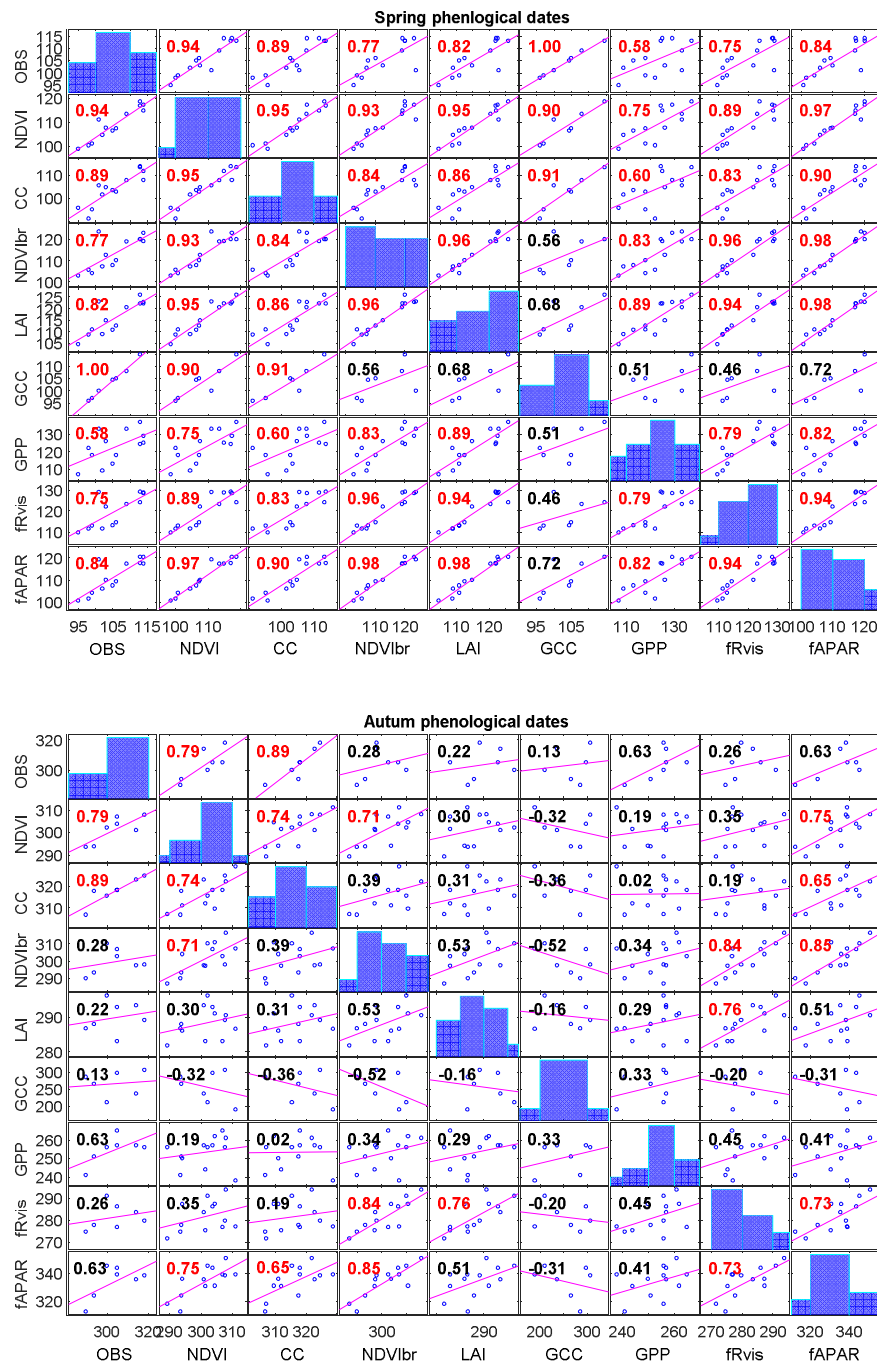 Spring phenlogical dates
OBS 115 105 95 0.94 0.89 0.77 0.82 1.00 0.58 0.75 0.84
NDVI 120 100 0.94 0.95 0.93 0.95 0.90 0.75 0.89 0.97
CC 110 100 0.89 0.95 0.84 0.86 0.91 0.60 0.83 0.90
NDVIbr 120 100 0.77 0.93 0.84 0.96 0.56 0.83 0.96 0.98
LAI 125 115 105 0.82 0.95 0.86 0.96 0.68 0.89 0.94 0.98
GCC 105 95 1.00 0.90 0.91 0.56 0.68 0.51 0.46 0.72
GPP 130 120 110 0.58 0.75 0.60 0.83 0.89 0.51 0.79 0.82
fRvis 130 110 0.75 0.89 0.83 0.96 0.94 0.46 0.79 0.94
fAPAR 120 110 100 0.84 0.97 0.90 0.98 0.98 0.72 0.82 0.94
95 105 115 100 110 100 110 110 120 110 120 95 105 110 130 110 120 130 100 110 120
OBS NDVI CC NDVIbr LAI GCC GPP fRvis fAPAR
Autum phenological dates
OBS 320 300 0.79 0.89 0.28 0.22 0.13 0.63 0.26 0.63
NDVI 310 300 290 0.79 0.74 0.71 0.30 -0.32 0.19 0.35 0.75
CC 320 310 0.89 0.74 0.39 0.31 -0.36 0.02 0.19 0.65
NDVIbr 310 300 290 0.28 0.71 0.39 0.53 -0.52 0.34 0.84 0.85
LAI 290 280 0.22 0.30 0.31 0.53 -0.16 0.29 0.76 0.51
GCC 300 250 200 0.13 -0.32 -0.36 -0.52 -0.16 0.33 -0.20 -0.31
GPP 260 250 240 0.63 0.19 0.02 0.34 0.29 0.33 0.45 0.41
fRvis 290 280 270 0.26 0.35 0.19 0.84 0.76 -0.20 0.45 0.73
fAPAR 340 320 0.63 0.75 0.65 0.85 0.51 -0.31 0.41 0.73
300 320 290 300 310 310 320 300 290 200 300 240 260 270 280 290 320 340
OBS NDVI CC NDVIbr LAI GCC GPP fRvis fAPAR